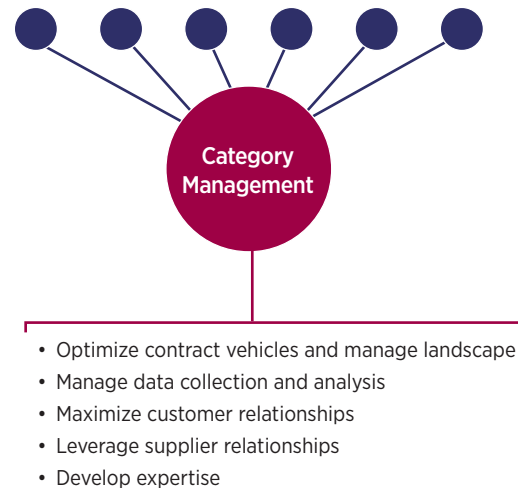 Category
Management
• Optimize contract vehicles and manage landscape
• Manage data collection and analysis
• Maximize customer relationships
• Leverage supplier relationships
• Develop expertise